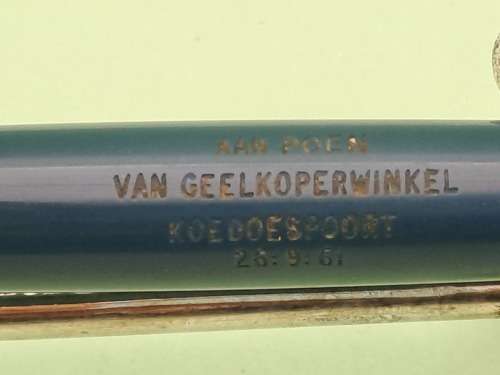 AAN POEN
VAN GEELKOPERWINKEL
KOEDOESPOORT
28.9.61